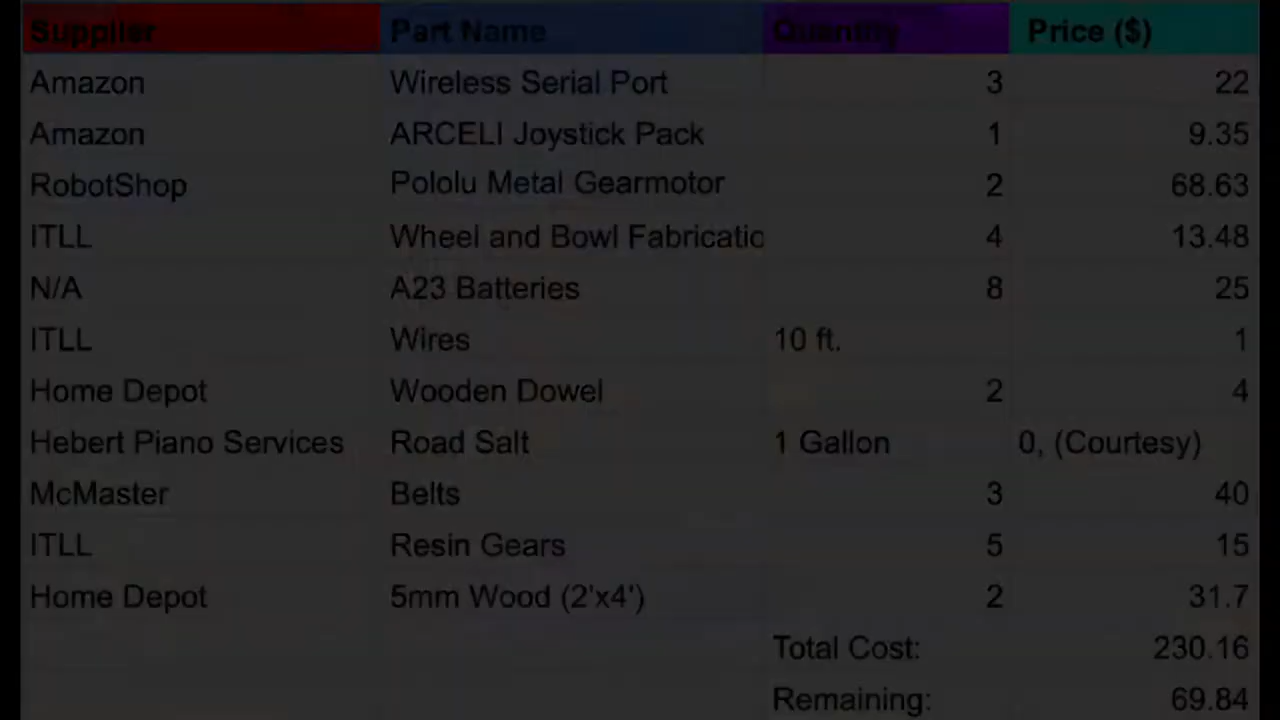 Supplier Part Name Quantity Price ($)
Amazon Wireless Serial Port 3 22
Amazon ARCELI Joystick Pack 1 9.35
RobotShop Pololu Metal Gearmotor 2 68.63
ITLL Wheel and Bowl Fabricatio 4 13.48
N/A A23 Batteries 8 25
ITLL Wires 10 ft. 1
Home Depot Wooden Dowel 2 4
Hebert Piano Services Road Salt 1 Gallon 0, (Courtesy)
McMaster Belts 3 40
ITLL Resin Gears 5 15
Home Depot 5mm Wood (2'x4') 2 31.7
Total Cost: 230.16
Remaining: 69.84